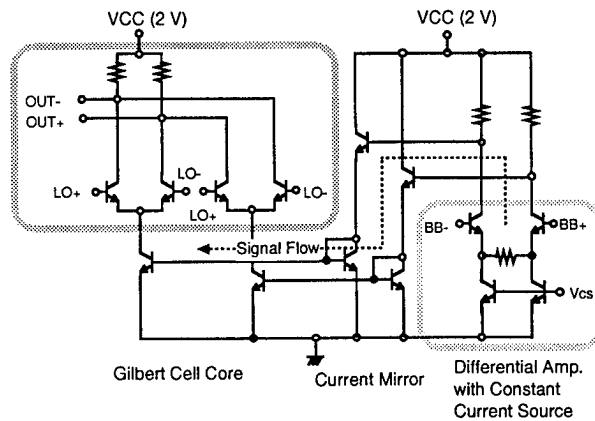 VCC (2 V)
VCC (2 V)
OUT-
OUT+
LO+
LO-
LO+
LO-
BB-
BB+
Signal Flow
Vcs
Gilbert Cell Core
Current Mirror
Differential Amp.
with Constant
Current Source